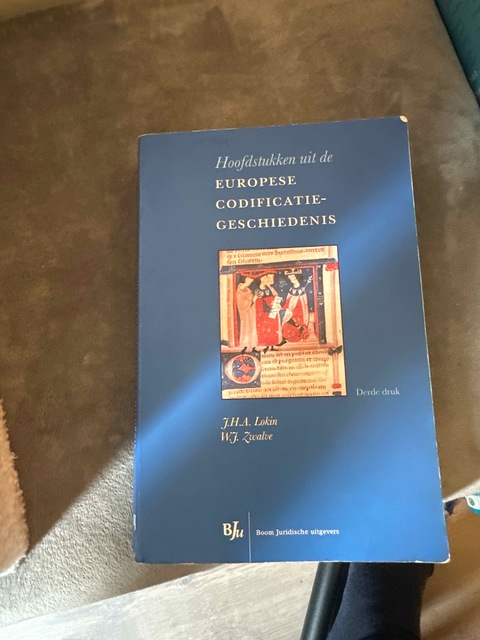 Hoofdstukken uit de
EUROPESE
CODIFICATIE-
GESCHIEDENIS
Derde druk
J.H.A. Lokin
W.J. Zwalve
BJu
Boom Juridische uitgevers